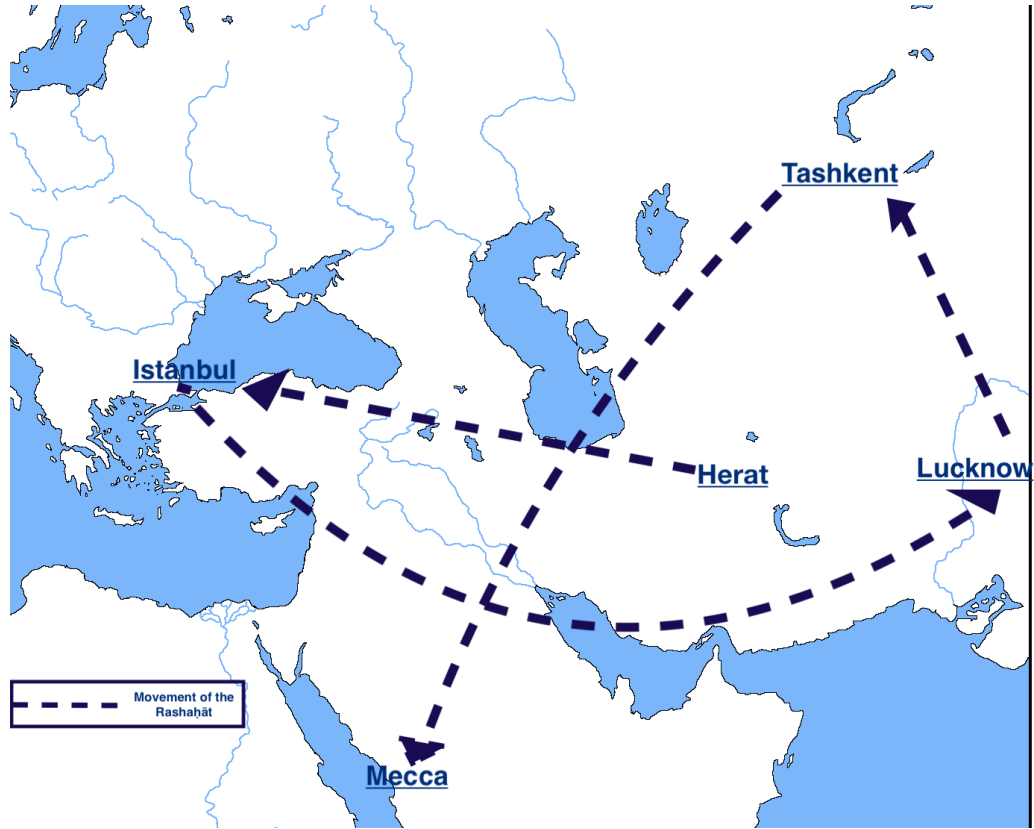 Tashkent
Istanbul
Herat
Lucknow
Movement of the
Rashaḥāt
Mecca